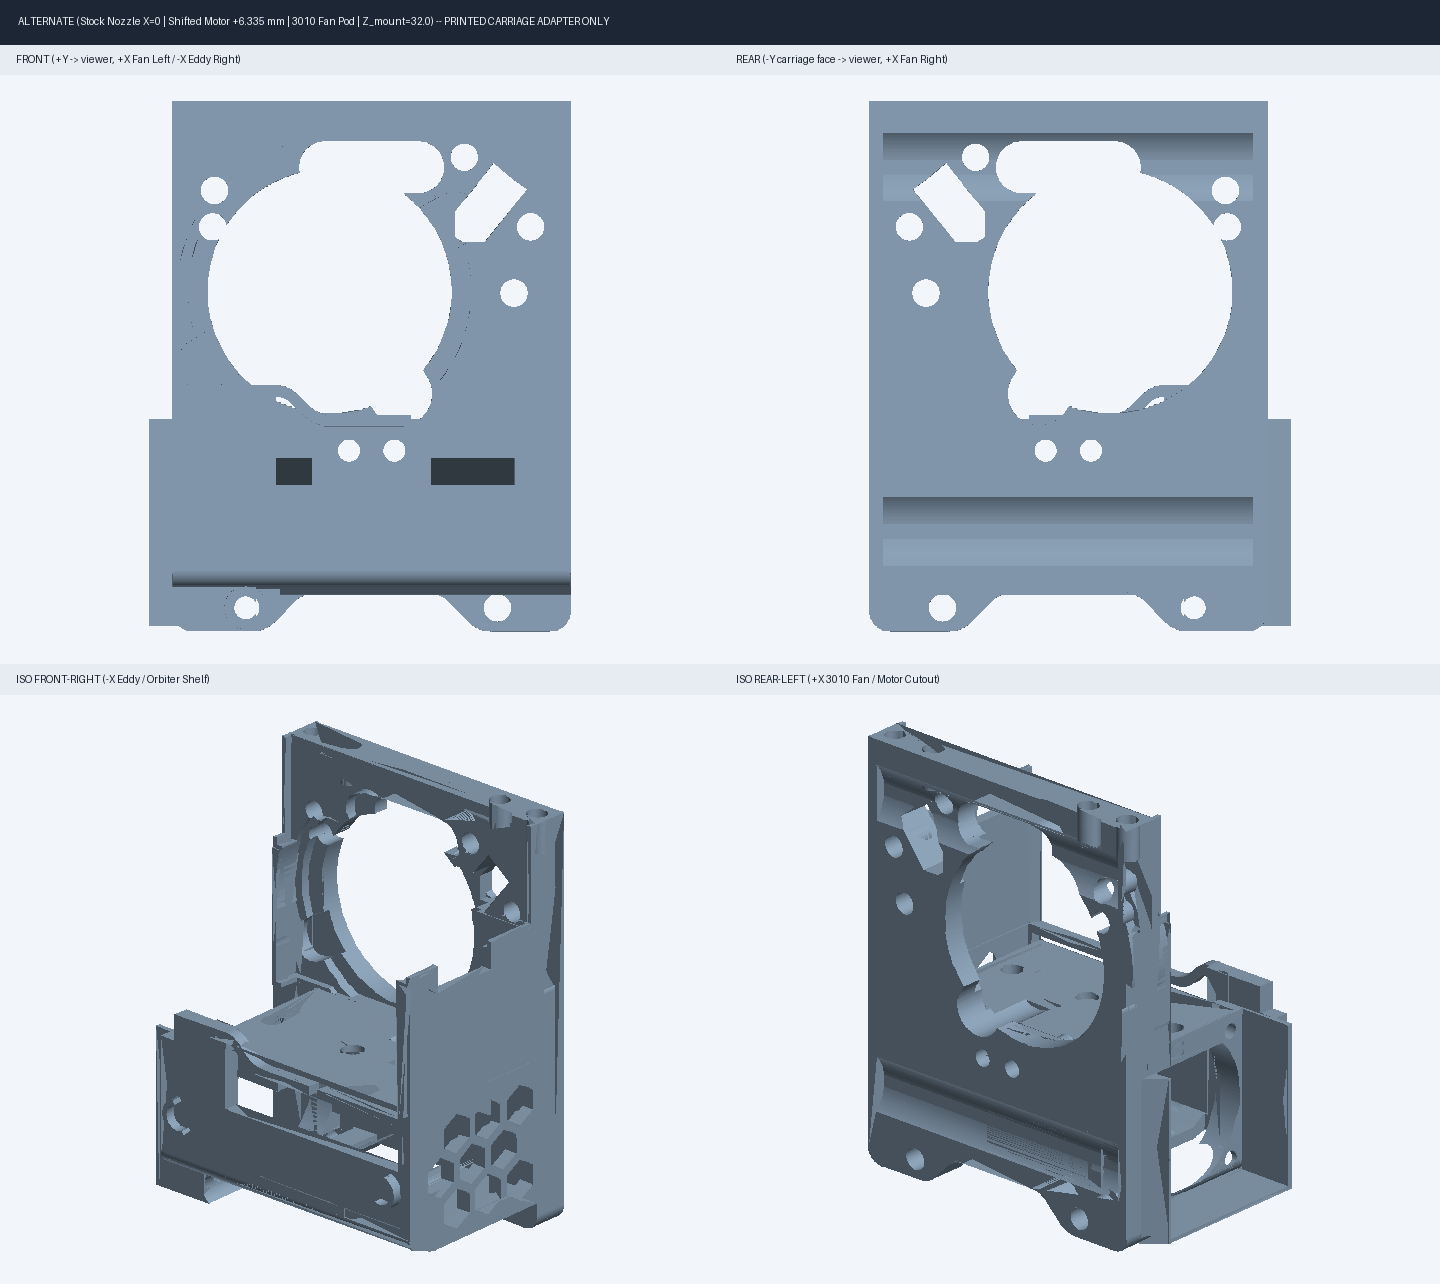 ALTERNATE (Stock Nozzle X=0 | Shifted Motor +6.335 mm | 3010 Fan Pod | Z_mount=32.0) -- PRINTED CARRIAGE ADAPTER ONLY
FRONT (+Y -> viewer, +X Fan Left / -X Eddy Right)
REAR (-Y carriage face -> viewer, +X Fan Right)
ISO FRONT-RIGHT (-X Eddy / Orbiter Shelf)
ISO REAR-LEFT (+X 3010 Fan / Motor Cutout)